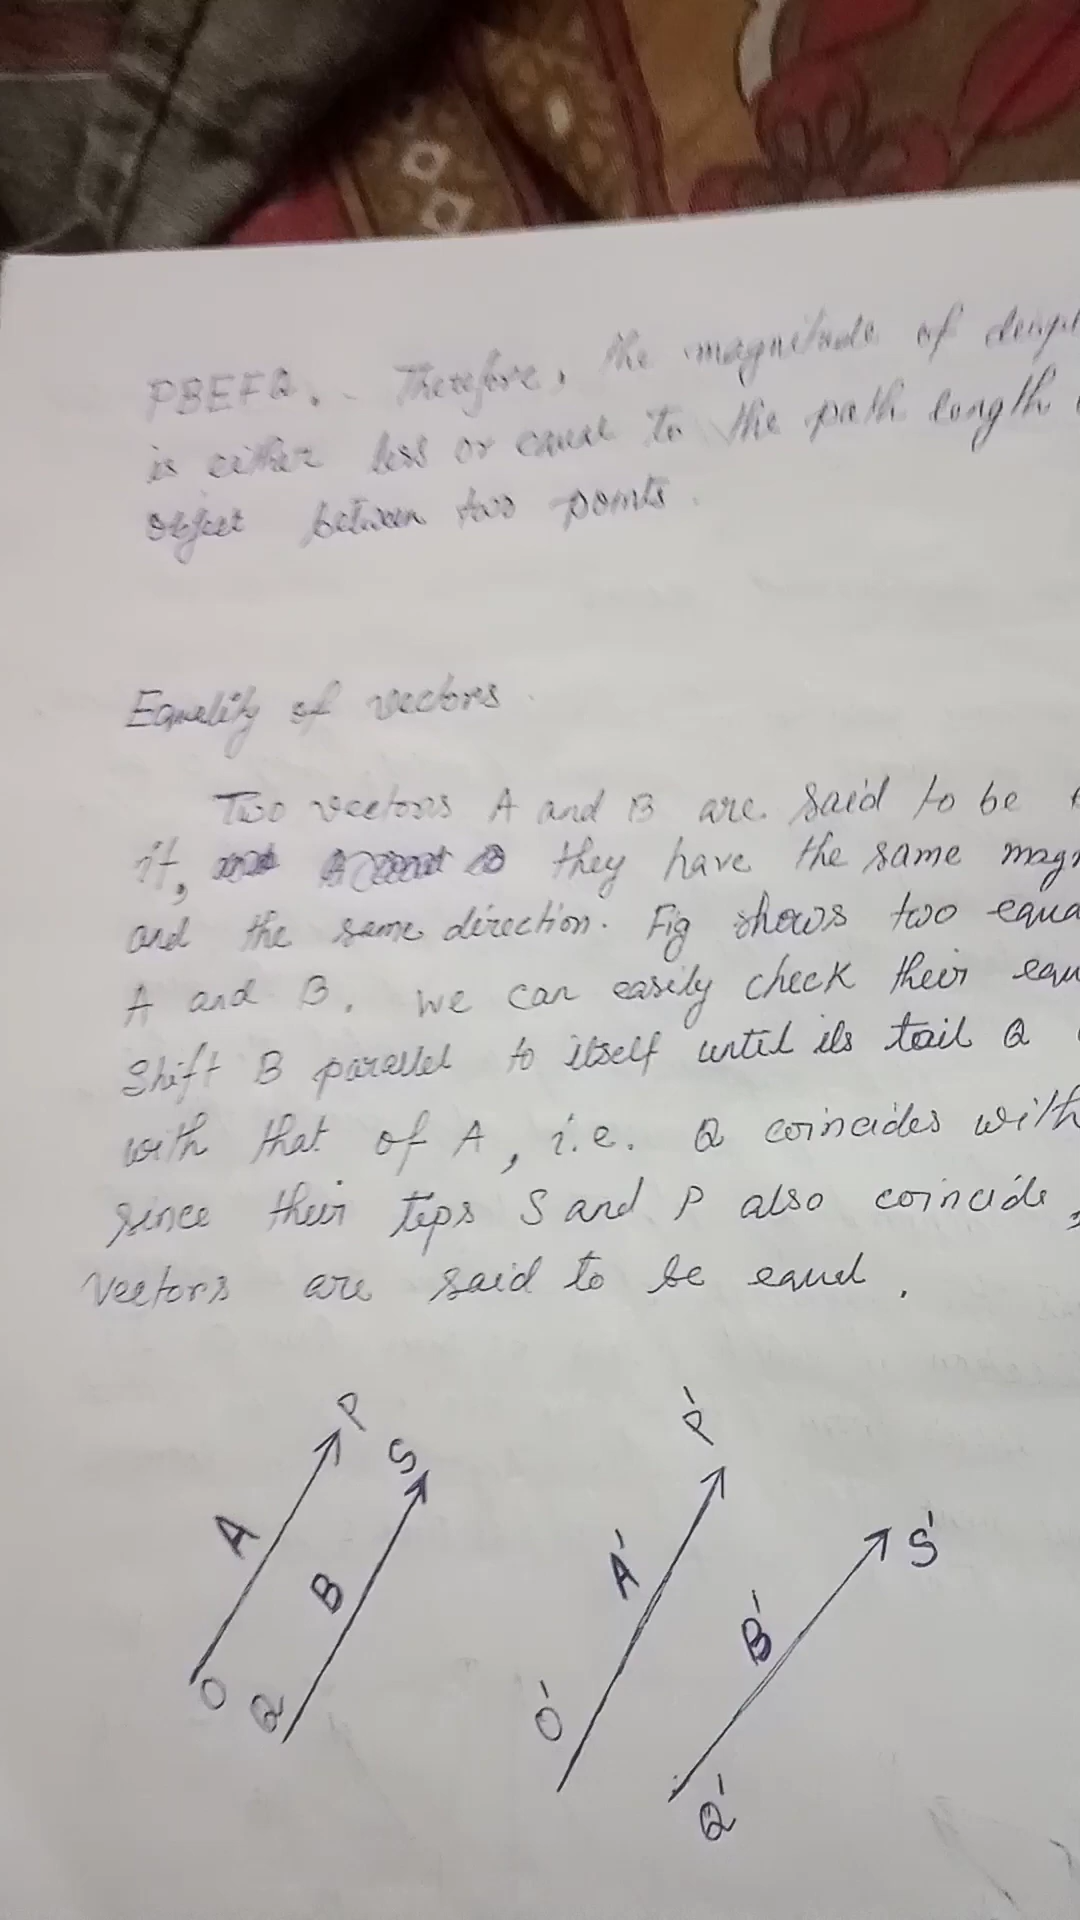 PBEFQ. Therefore, the magnitude of
is either less or equal to the path length
object between two points.
Equality of vectors.
Two vectors A and B are said to be
if, they have the same
and the same direction. Fig shows two
A and B. We can easily check their
Shift B parallel to itself until its tail Q
with that of A, i.e. Q coincides with
since their tips S and P also coincide,
vectors are said to be equal.
P
S
A
B
O
Q
P'
A'
S'
B'
O'
Q'